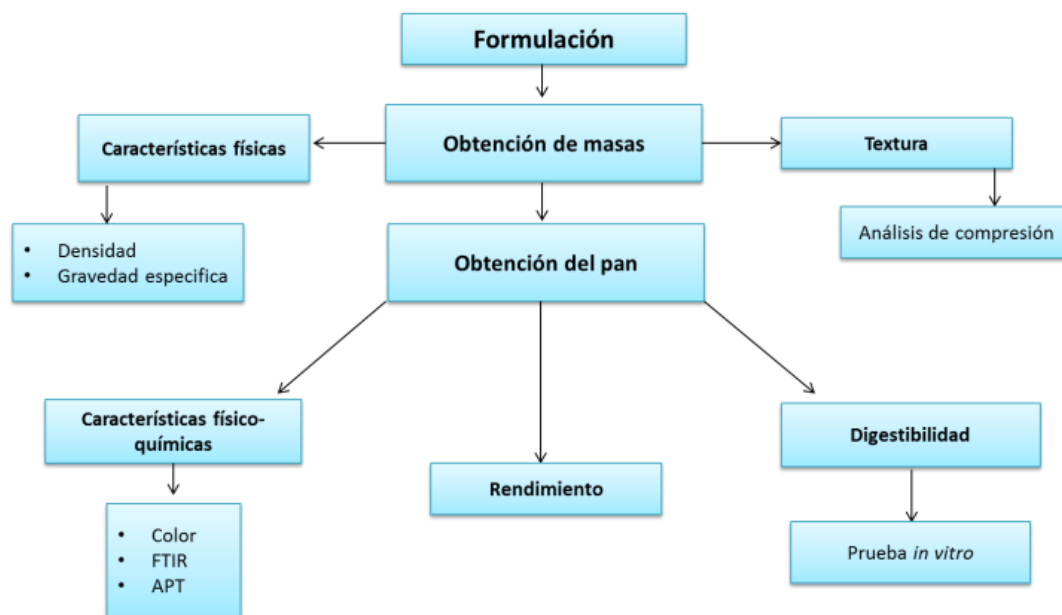 Formulación
Obtención de masas
Características físicas
Textura
• Densidad
• Gravedad especifica
Análisis de compresión
Obtención del pan
Características físico-
químicas
Digestibilidad
Rendimiento
• Color
• FTIR
• APT
Prueba in vitro